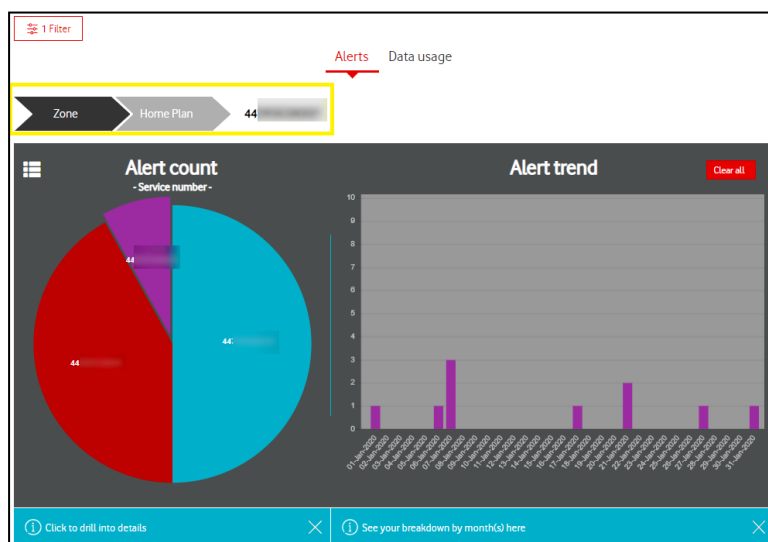 1 Filter
Alerts Data usage
Zone Home Plan 44
Alert count
- Service number -
Alert trend
Clear all
10
9
8
7
6
5
4
3
2
1
0
44
447
44
01-Jan-2020
02-Jan-2020
03-Jan-2020
04-Jan-2020
05-Jan-2020
06-Jan-2020
07-Jan-2020
08-Jan-2020
09-Jan-2020
10-Jan-2020
11-Jan-2020
12-Jan-2020
13-Jan-2020
14-Jan-2020
15-Jan-2020
16-Jan-2020
17-Jan-2020
18-Jan-2020
19-Jan-2020
20-Jan-2020
21-Jan-2020
22-Jan-2020
23-Jan-2020
24-Jan-2020
25-Jan-2020
26-Jan-2020
27-Jan-2020
28-Jan-2020
29-Jan-2020
30-Jan-2020
31-Jan-2020
Click to drill into details
See your breakdown by month(s) here